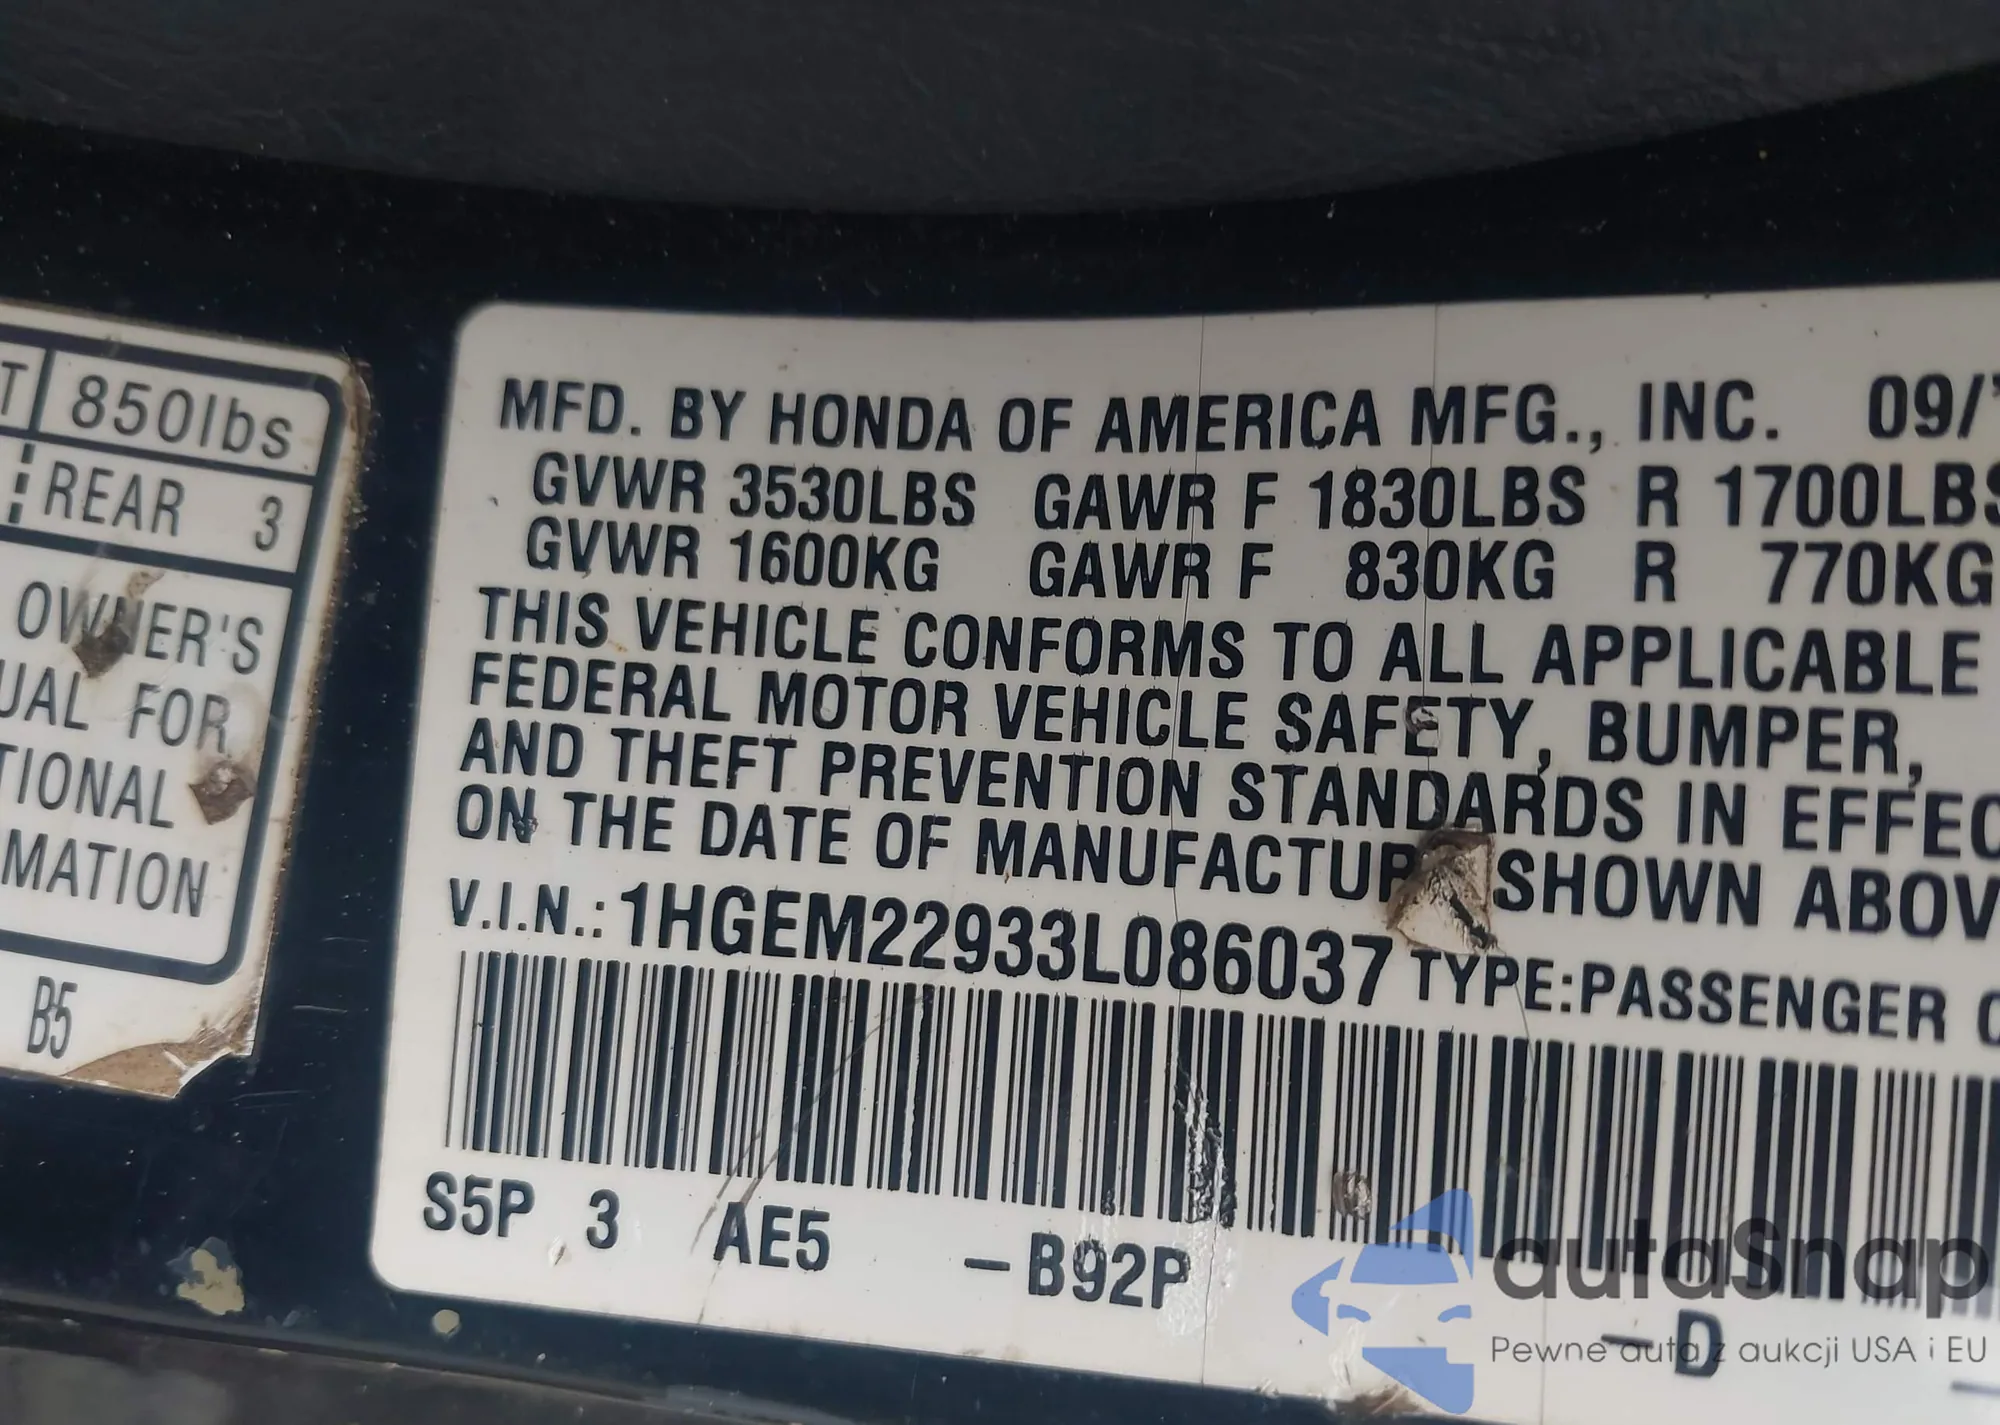 T 850lbs
REAR 3
OWNER'S
UAL FOR
TIONAL
MATION
B5
MFD. BY HONDA OF AMERICA MFG., INC. 09/
GVWR 3530LBS GAWR F 1830LBS R 1700LBS
GVWR 1600KG GAWR F 830KG R 770KG
THIS VEHICLE CONFORMS TO ALL APPLICABLE
FEDERAL MOTOR VEHICLE SAFETY, BUMPER,
AND THEFT PREVENTION STANDARDS IN EFFEC
ON THE DATE OF MANUFACTUR SHOWN ABOV
V.I.N.: 1HGEM22933L086037 TYPE:PASSENGER C
S5P 3 AE5 -B92P -D
autaSnap
Pewne auta z aukcji USA i EU